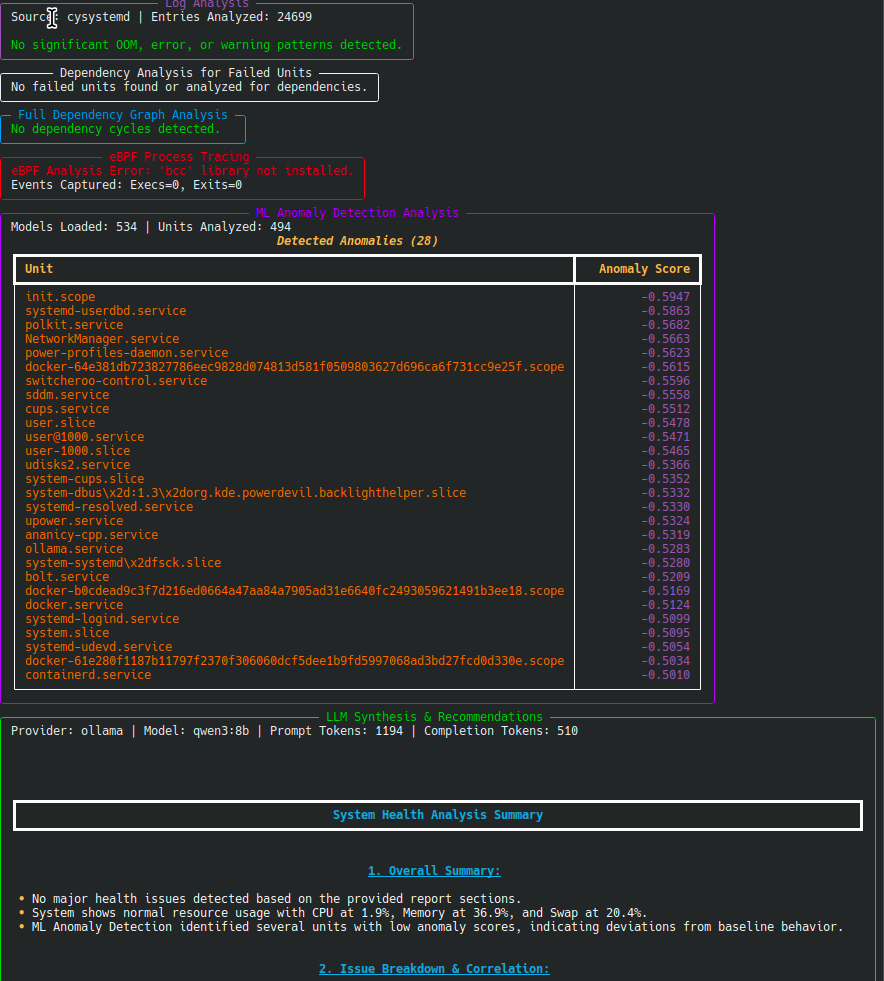 Log Analysis
Source: cysystemd | Entries Analyzed: 24699
No significant OOM, error, or warning patterns detected.
Dependency Analysis for Failed Units
No failed units found or analyzed for dependencies.
Full Dependency Graph Analysis
No dependency cycles detected.
eBPF Process Tracing
eBPF Analysis Error: 'bcc' library not installed.
Events Captured: Execs=0, Exits=0
ML Anomaly Detection Analysis
Models Loaded: 534 | Units Analyzed: 494
Detected Anomalies (28)
Unit Anomaly Score
init.scope -0.5947
systemd-userdbd.service -0.5863
polkit.service -0.5682
NetworkManager.service -0.5663
power-profiles-daemon.service -0.5623
docker-64e381db723827786eec9828d074813d581f0509803627d696ca6f731cc9e25f.scope -0.5615
switcheroo-control.service -0.5596
sddm.service -0.5558
cups.service -0.5512
user.slice -0.5478
user@1000.service -0.5471
user-1000.slice -0.5465
udisks2.service -0.5366
system-cups.slice -0.5352
system-dbus\x2d:1.3\x2dorg.kde.powerdevil.backlighthelper.slice -0.5332
systemd-resolved.service -0.5330
upower.service -0.5324
ananicy-cpp.service -0.5319
ollama.service -0.5283
system-systemd\x2dfsck.slice -0.5280
bolt.service -0.5209
docker-b0cdead9c3f7d216ed0664a47aa84a7905ad31e6640fc2493059621491b3ee18.scope -0.5169
docker.service -0.5124
systemd-logind.service -0.5099
system.slice -0.5095
systemd-udevd.service -0.5054
docker-61e280f1187b11797f2370f306060dcf5dee1b9fd5997068ad3bd27fcd0d330e.scope -0.5034
containerd.service -0.5010
LLM Synthesis & Recommendations
Provider: ollama | Model: qwen3:8b | Prompt Tokens: 1194 | Completion Tokens: 510
System Health Analysis Summary
1. Overall Summary:
• No major health issues detected based on the provided report sections.
• System shows normal resource usage with CPU at 1.9%, Memory at 36.9%, and Swap at 20.4%.
• ML Anomaly Detection identified several units with low anomaly scores, indicating deviations from baseline behavior.
2. Issue Breakdown & Correlation: